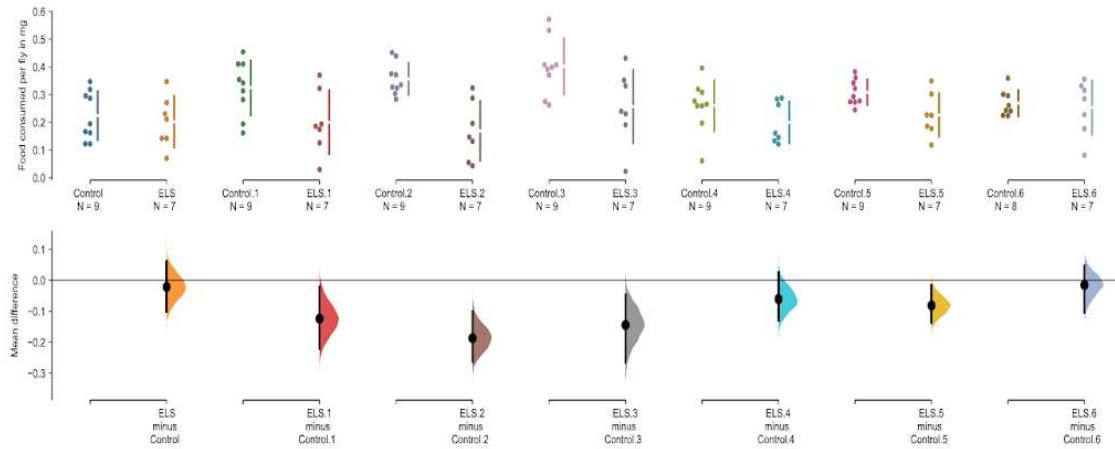 Food consumed per fly in mg
0.6
0.5
0.4
0.3
0.2
0.1
0.0
Control ELS Control.1 ELS.1 Control.2 ELS.2 Control.3 ELS.3 Control.4 ELS.4 Control.5 ELS.5 Control.6 ELS.6
N = 9 N = 7 N = 9 N = 7 N = 9 N = 7 N = 9 N = 7 N = 9 N = 7 N = 9 N = 7 N = 8 N = 7
Mean difference
0.1
0.0
−0.1
−0.2
−0.3
ELS ELS.1 ELS.2 ELS.3 ELS.4 ELS.5 ELS.6
minus minus minus minus minus minus minus
Control Control.1 Control.2 Control.3 Control.4 Control.5 Control.6